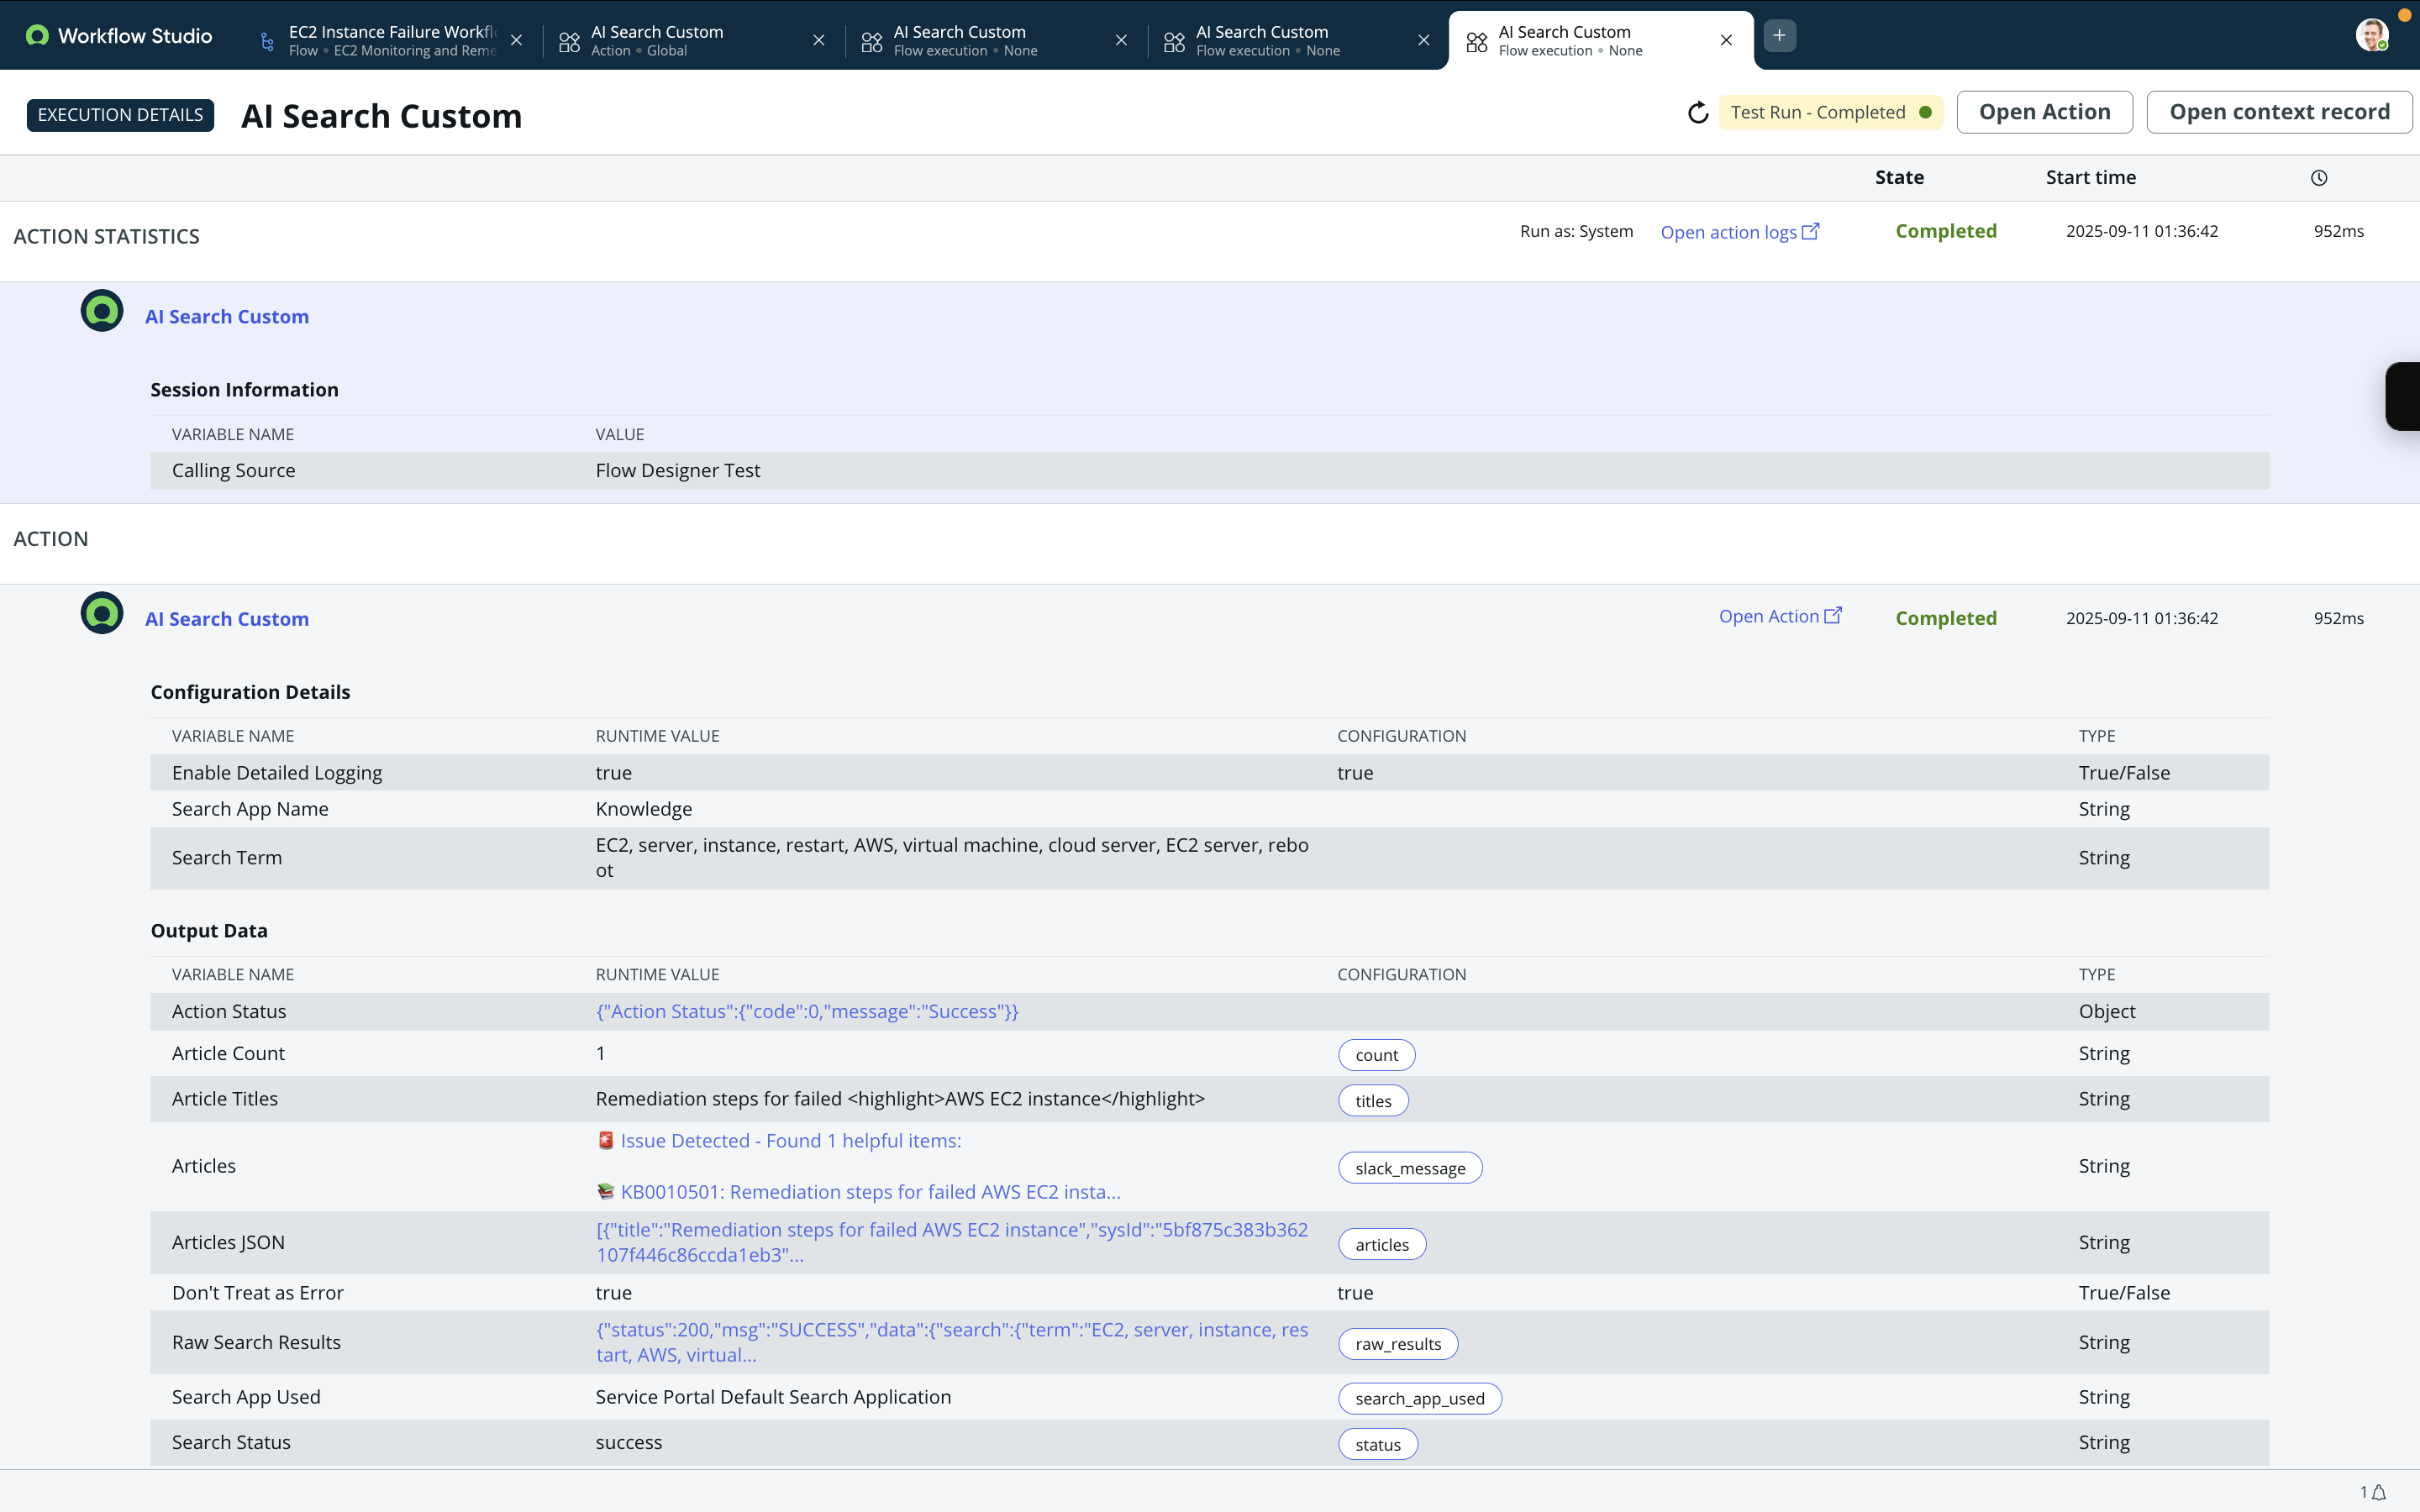 Workflow Studio
EC2 Instance Failure Workfl
Flow • EC2 Monitoring and Reme
AI Search Custom
Action • Global
AI Search Custom
Flow execution • None
AI Search Custom
Flow execution • None
AI Search Custom
Flow execution • None
EXECUTION DETAILS
AI Search Custom
Test Run - Completed
Open Action
Open context record
State
Start time
ACTION STATISTICS
Run as: System
Open action logs
Completed
2025-09-11 01:36:42
952ms
AI Search Custom
Session Information
VARIABLE NAME VALUE
Calling Source Flow Designer Test
ACTION
AI Search Custom
Open Action
Completed
2025-09-11 01:36:42
952ms
Configuration Details
VARIABLE NAME RUNTIME VALUE CONFIGURATION TYPE
Enable Detailed Logging true true True/False
Search App Name Knowledge String
Search Term EC2, server, instance, restart, AWS, virtual machine, cloud server, EC2 server, rebo
ot String
Output Data
VARIABLE NAME RUNTIME VALUE CONFIGURATION TYPE
Action Status {"Action Status":{"code":0,"message":"Success"}} Object
Article Count 1 count String
Article Titles Remediation steps for failed <highlight>AWS EC2 instance</highlight> titles String
Articles 🚨 Issue Detected - Found 1 helpful items:
📚 KB0010501: Remediation steps for failed AWS EC2 insta... slack_message String
Articles JSON [{"title":"Remediation steps for failed AWS EC2 instance","sysId":"5bf875c383b362
107f446c86ccda1eb3"... articles String
Don't Treat as Error true true True/False
Raw Search Results {"status":200,"msg":"SUCCESS","data":{"search":{"term":"EC2, server, instance, res
tart, AWS, virtual... raw_results String
Search App Used Service Portal Default Search Application search_app_used String
Search Status success status String
1